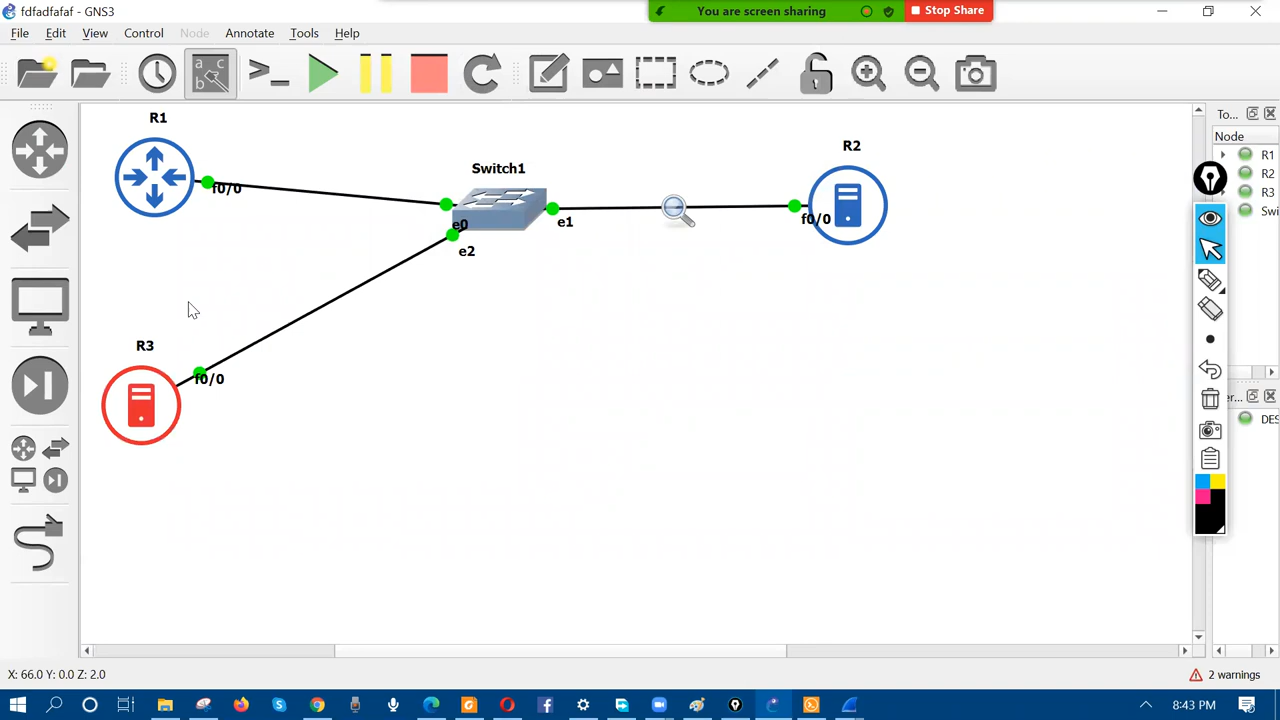 fdfadfafaf - GNS3
You are screen sharing
Stop Share
File Edit View Control Node Annotate Tools Help
a c
b
R1
f0/0
Switch1
e0
e1
e2
R2
f0/0
R3
f0/0
To...
Node
R1
R2
R3
Swi
er...
DES
X: 66.0 Y: 0.0 Z: 2.0
2 warnings
8:43 PM